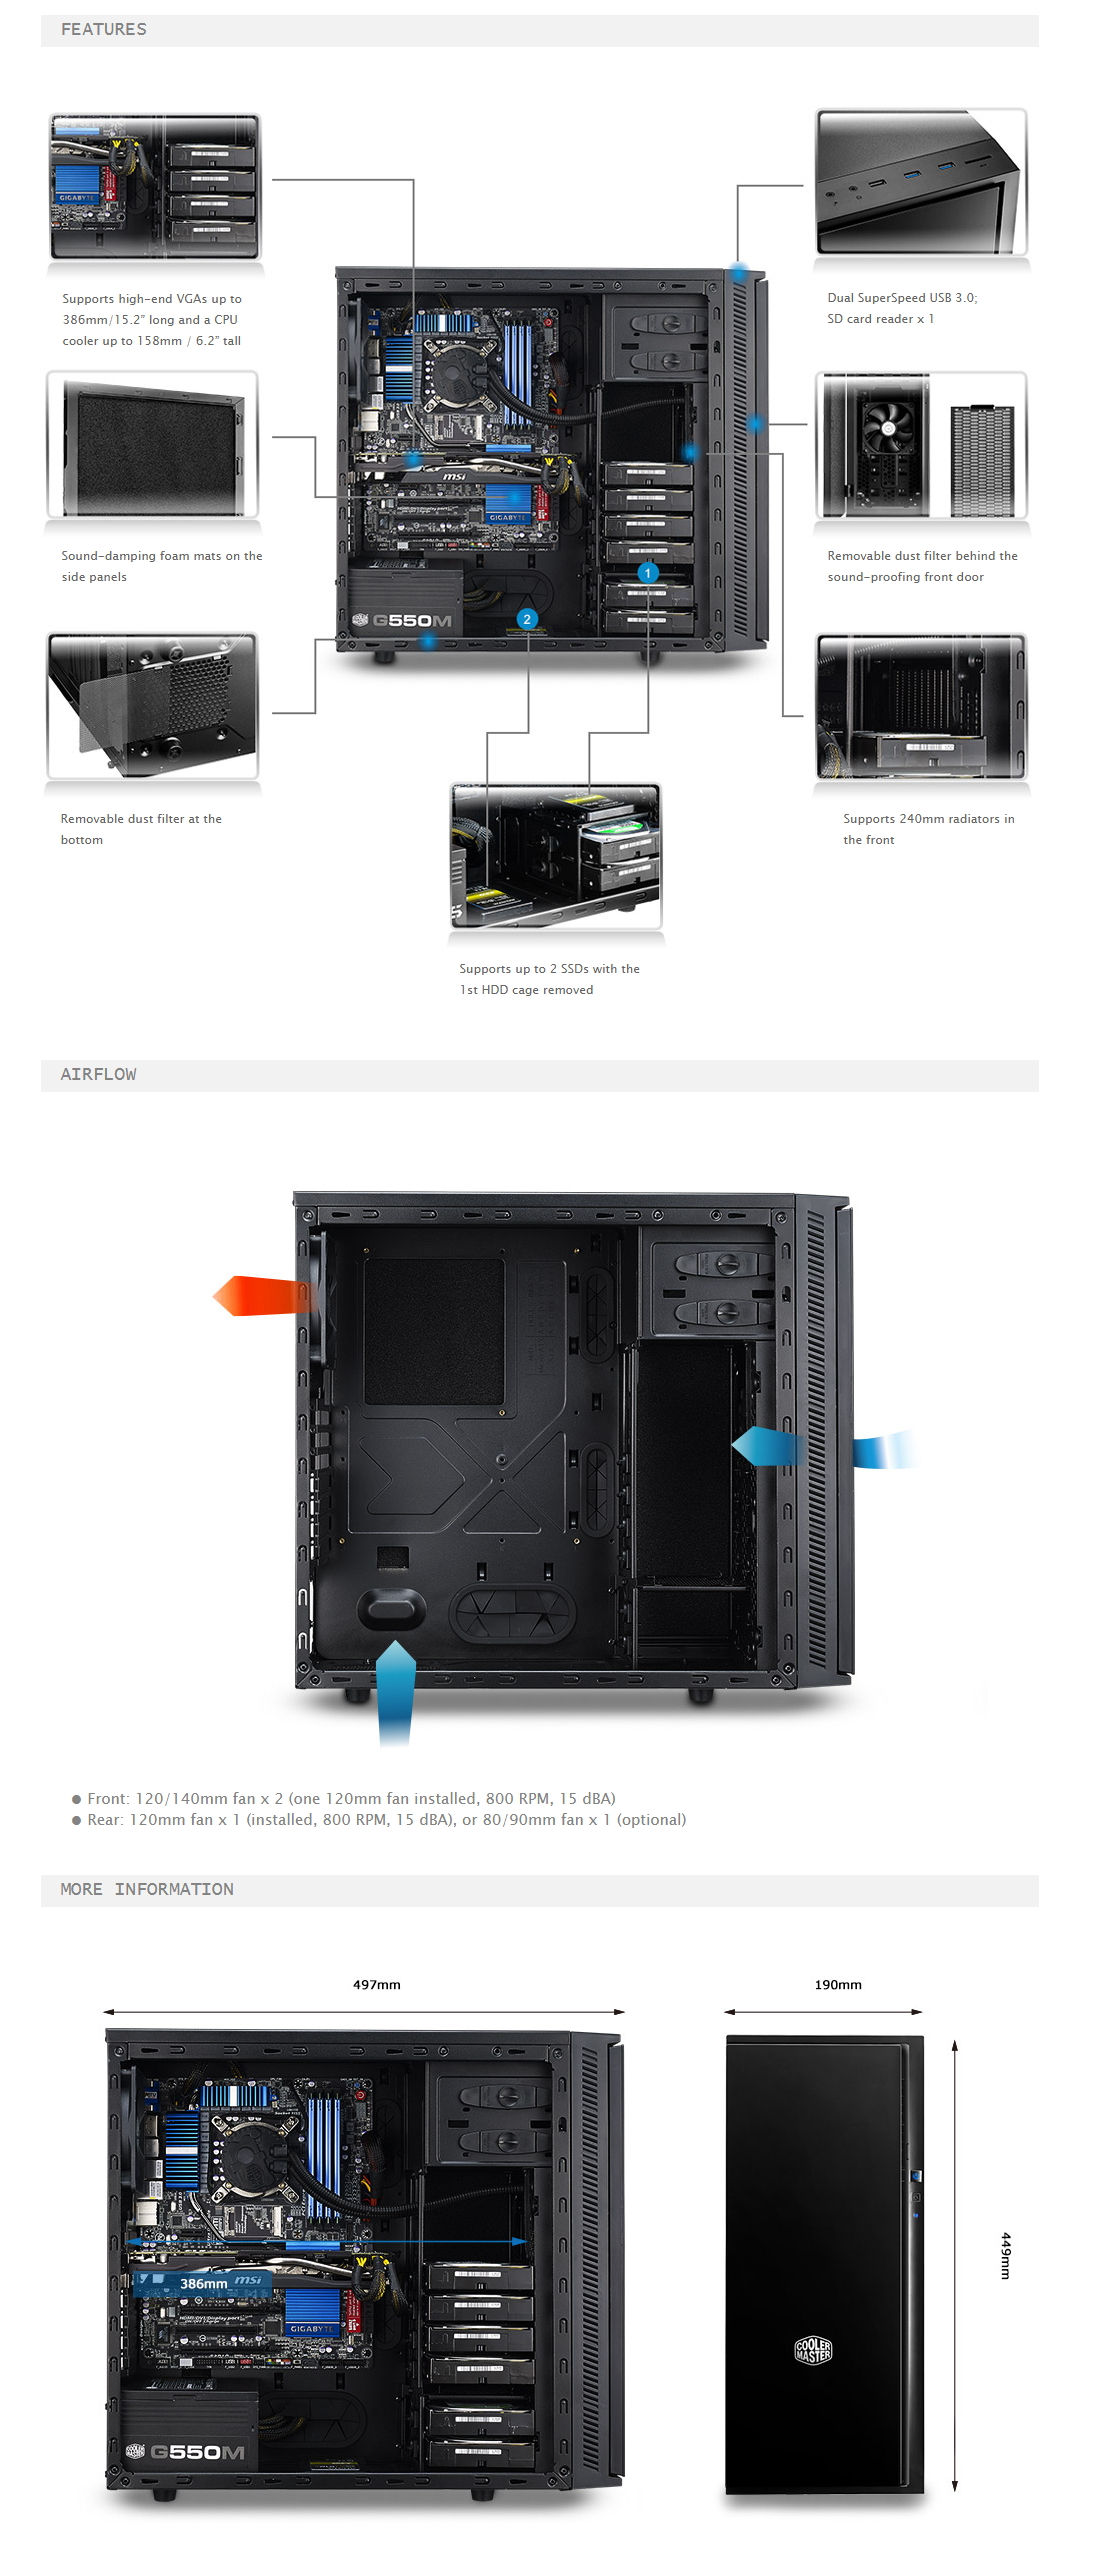 FEATURES
Supports high-end VGAs up to
386mm/15.2" long and a CPU
cooler up to 158mm / 6.2" tall
Dual SuperSpeed USB 3.0;
SD card reader x 1
Sound-damping foam mats on the
side panels
Removable dust filter behind the
sound-proofing front door
Removable dust filter at the
bottom
Supports 240mm radiators in
the front
Supports up to 2 SSDs with the
1st HDD cage removed
GIGABYTE
msi
GIGABYTE
1
2
G550M
AIRFLOW
● Front: 120/140mm fan x 2 (one 120mm fan installed, 800 RPM, 15 dBA)
● Rear: 120mm fan x 1 (installed, 800 RPM, 15 dBA), or 80/90mm fan x 1 (optional)
MORE INFORMATION
497mm
190mm
449mm
386mm
msi
GIGABYTE
G550M
COOLER
MASTER